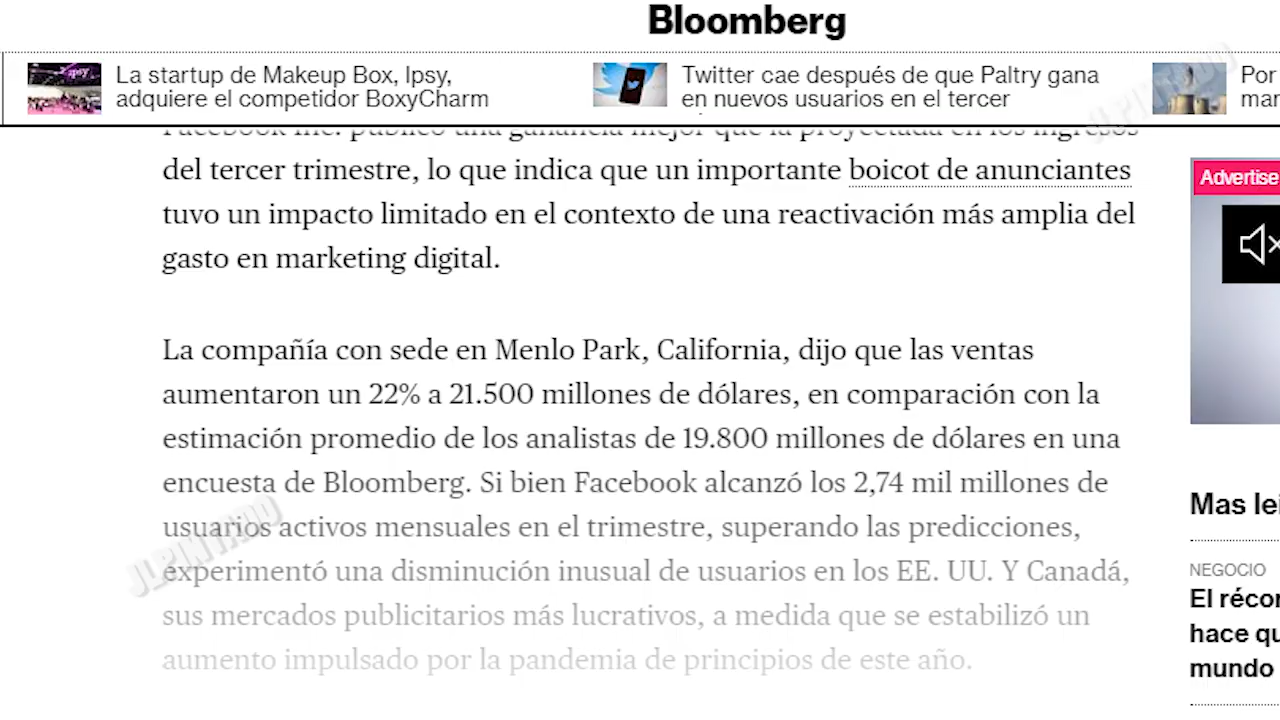 Bloomberg
La startup de Makeup Box, Ipsy,
adquiere el competidor BoxyCharm
Twitter cae después de que Paltry gana
en nuevos usuarios en el tercer
Por
mar
Facebook Inc. publicó una ganancia mejor que la proyectada en los ingresos
del tercer trimestre, lo que indica que un importante boicot de anunciantes
tuvo un impacto limitado en el contexto de una reactivación más amplia del
gasto en marketing digital.
La compañía con sede en Menlo Park, California, dijo que las ventas
aumentaron un 22% a 21.500 millones de dólares, en comparación con la
estimación promedio de los analistas de 19.800 millones de dólares en una
encuesta de Bloomberg. Si bien Facebook alcanzó los 2,74 mil millones de
usuarios activos mensuales en el trimestre, superando las predicciones,
experimentó una disminución inusual de usuarios en los EE. UU. Y Canadá,
sus mercados publicitarios más lucrativos, a medida que se estabilizó un
aumento impulsado por la pandemia de principios de este año.
Advertise
Mas lei
NEGOCIO
El récor
hace qu
mundo
JLPINTADO
JLPINTADO